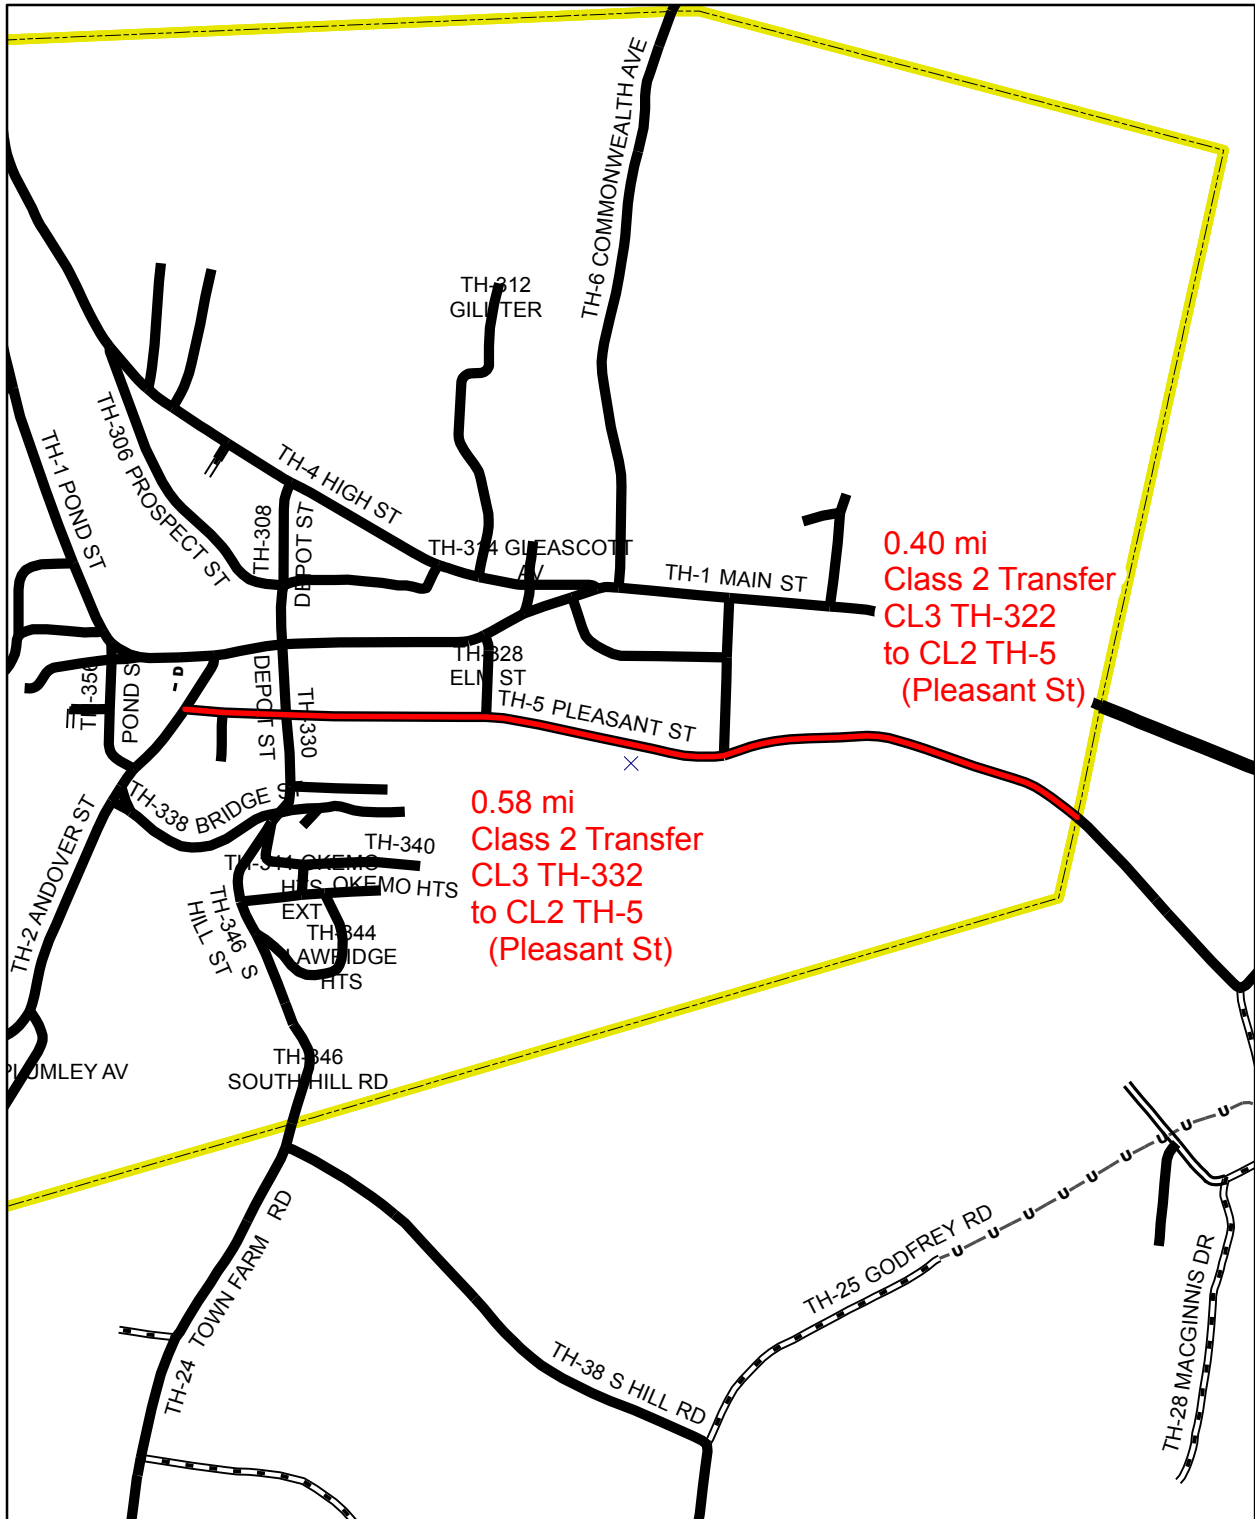 TH-6 COMMONWEALTH AVE
TH-312
GILL TER
TH-306 PROSPECT ST
TH-1 POND ST
TH-4 HIGH ST
TH-308
DEPOT ST
TH-314 GLEASCOTT
AV
TH-1 MAIN ST
0.40 mi
Class 2 Transfer
CL3 TH-322
to CL2 TH-5
(Pleasant St)
TH-328
ELM ST
TH-5 PLEASANT ST
TH-356
POND S
D
DEPOT ST
TH-330
TH-338 BRIDGE ST
0.58 mi
Class 2 Transfer
CL3 TH-332
to CL2 TH-5
(Pleasant St)
TH-340
OKEMO HTS
OKEMO
HTS
EXT
TH-2 ANDOVER ST
TH-346 S
HILL ST
TH-344
HTS
PLUMLEY AV
TH-346
SOUTH HILL RD
TH-24 TOWN FARM RD
TH-38 S HILL RD
TH-25 GODFREY RD
U U U U U U U U
TH-28 MACGINNIS DR